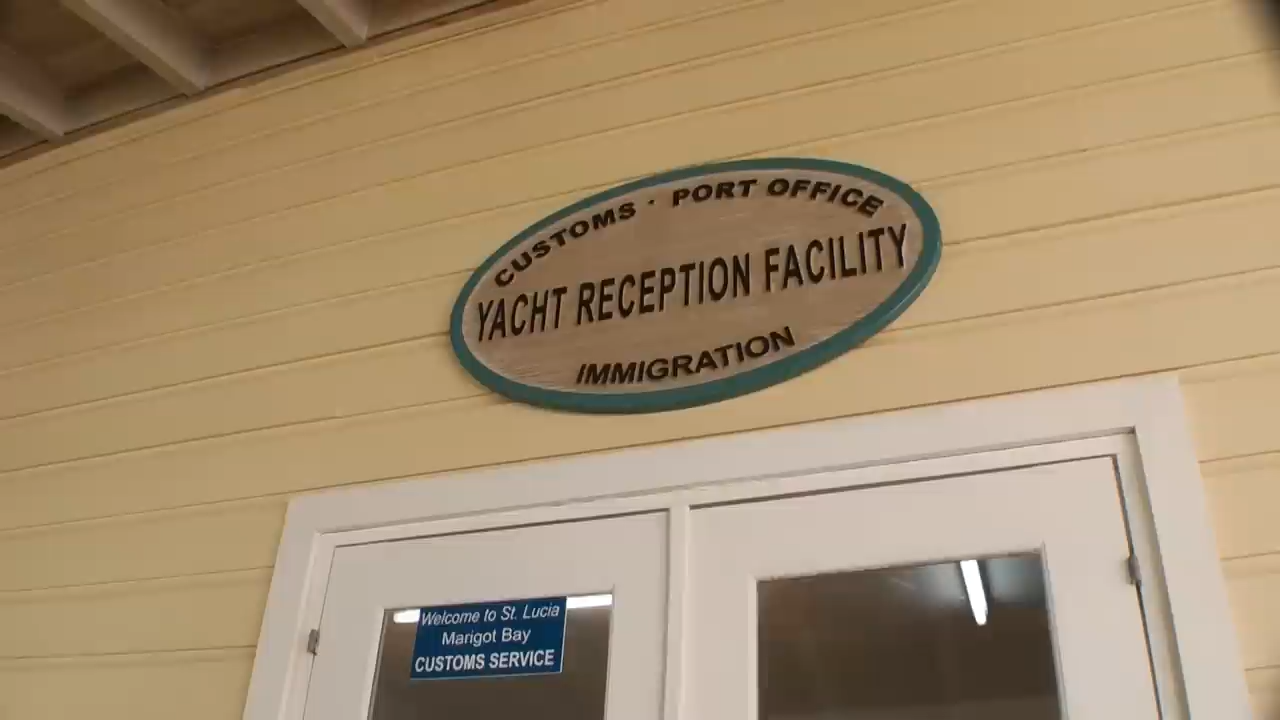 CUSTOMS · PORT OFFICE
YACHT RECEPTION FACILITY
IMMIGRATION
Welcome to St. Lucia
Marigot Bay
CUSTOMS SERVICE